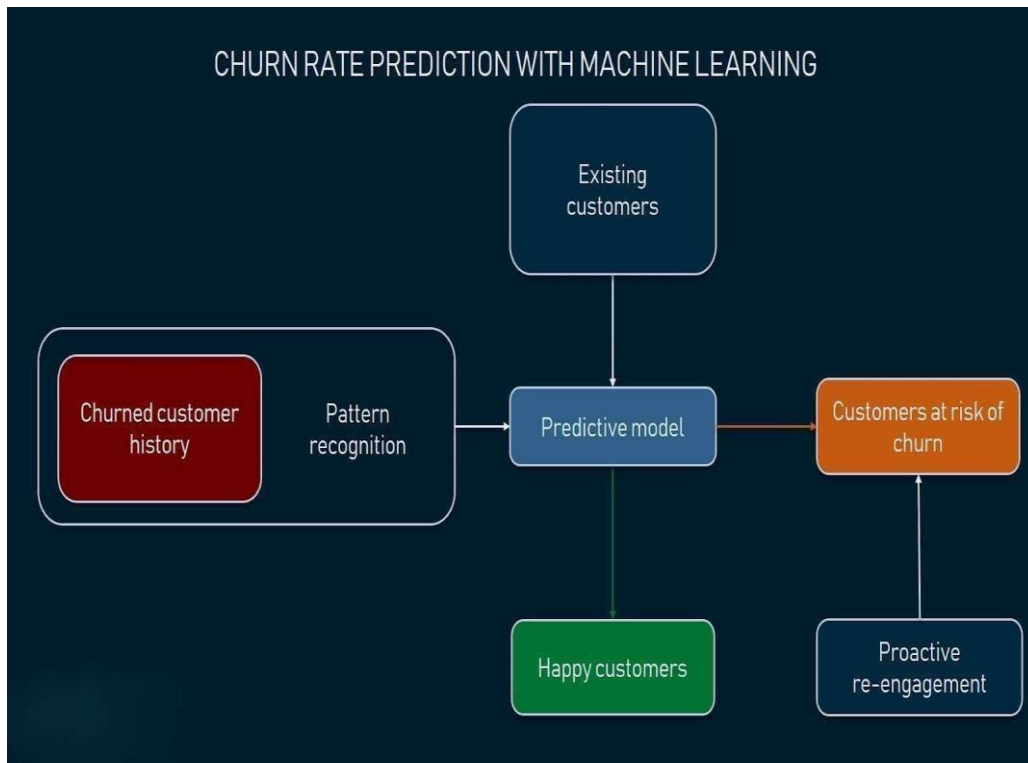 CHURN RATE PREDICTION WITH MACHINE LEARNING
Existing
customers
Churned customer
history
Pattern
recognition
Predictive model
Customers at risk of
churn
Happy customers
Proactive
re-engagement